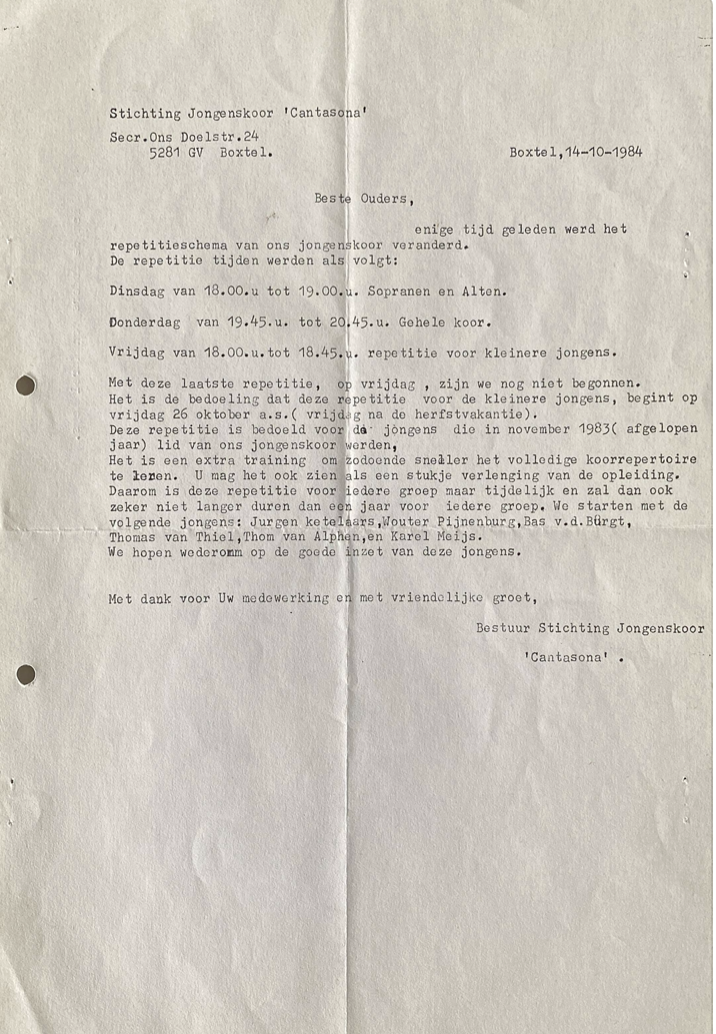 Stichting Jongenskoor 'Cantasona'
Secr.Ons Doelstr.24
5281 GV Boxtel.
Boxtel,14-10-1984
Beste Ouders,
enige tijd geleden werd het
repetitieschema van ons jongenskoor veranderd.
De repetitie tijden werden als volgt:
Dinsdag van 18.00.u tot 19.00.u. Sopranen en Alten.
Donderdag van 19.45.u. tot 20.45.u. Gehele koor.
Vrijdag van 18.00.u.tot 18.45.u. repetitie voor kleinere jongens.
Met deze laatste repetitie, op vrijdag , zijn we nog niet begonnen.
Het is de bedoeling dat deze repetitie voor de kleinere jongens, begint op
vrijdag 26 oktober a.s.( vrijdag na de herfstvakantie).
Deze repetitie is bedoeld voor de jongens die in november 1983( afgelopen
jaar) lid van ons jongenskoor werden,
Het is een extra training om zodoende sneller het volledige koorrepertoire
te leren. U mag het ook zien als een stukje verlenging van de opleiding.
Daarom is deze repetitie voor iedere groep maar tijdelijk en zal dan ook
zeker niet langer duren dan een jaar voor iedere groep. We starten met de
volgende jongens: Jurgen ketelaars,Wouter Pijnenburg,Bas v.d.Bürgt,
Thomas van Thiel,Thom van Alphen,en Karel Meijs.
We hopen wederomm op de goede inzet van deze jongens.
Met dank voor Uw medewerking en met vriendelijke groet,
Bestuur Stichting Jongenskoor
'Cantasona' .